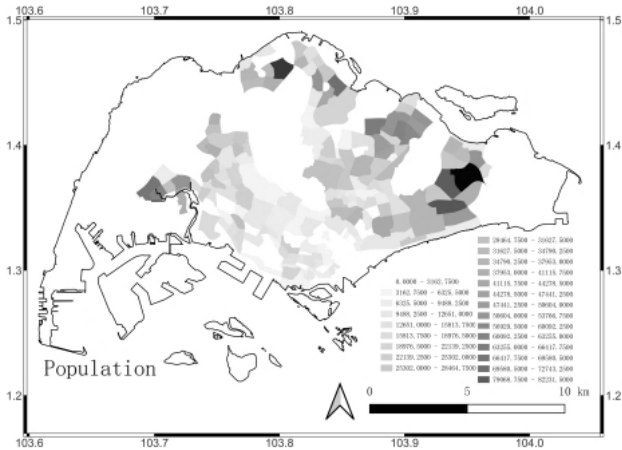 103.6 103.7 103.8 103.9 104.0
1.5 1.5
1.4 1.4
1.3 1.3
1.2 1.2
0.0000 - 3162.7500
3162.7500 - 6325.5000
6325.5000 - 9488.2500
9488.2500 - 12651.0000
12651.0000 - 15813.7500
15813.7500 - 18976.5000
18976.5000 - 22139.2500
22139.2500 - 25302.0000
25302.0000 - 28464.7500
28464.7500 - 31627.5000
31627.5000 - 34790.2500
34790.2500 - 37953.0000
37953.0000 - 41115.7500
41115.7500 - 44278.5000
44278.5000 - 47441.2500
47441.2500 - 50604.0000
50604.0000 - 53766.7500
56929.5000 - 60092.2500
60092.2500 - 63255.0000
63255.0000 - 66417.7500
66417.7500 - 69580.5000
69580.5000 - 72743.2500
79068.7500 - 82231.5000
Population
0 5 10 km
103.6 103.7 103.8 103.9 104.0